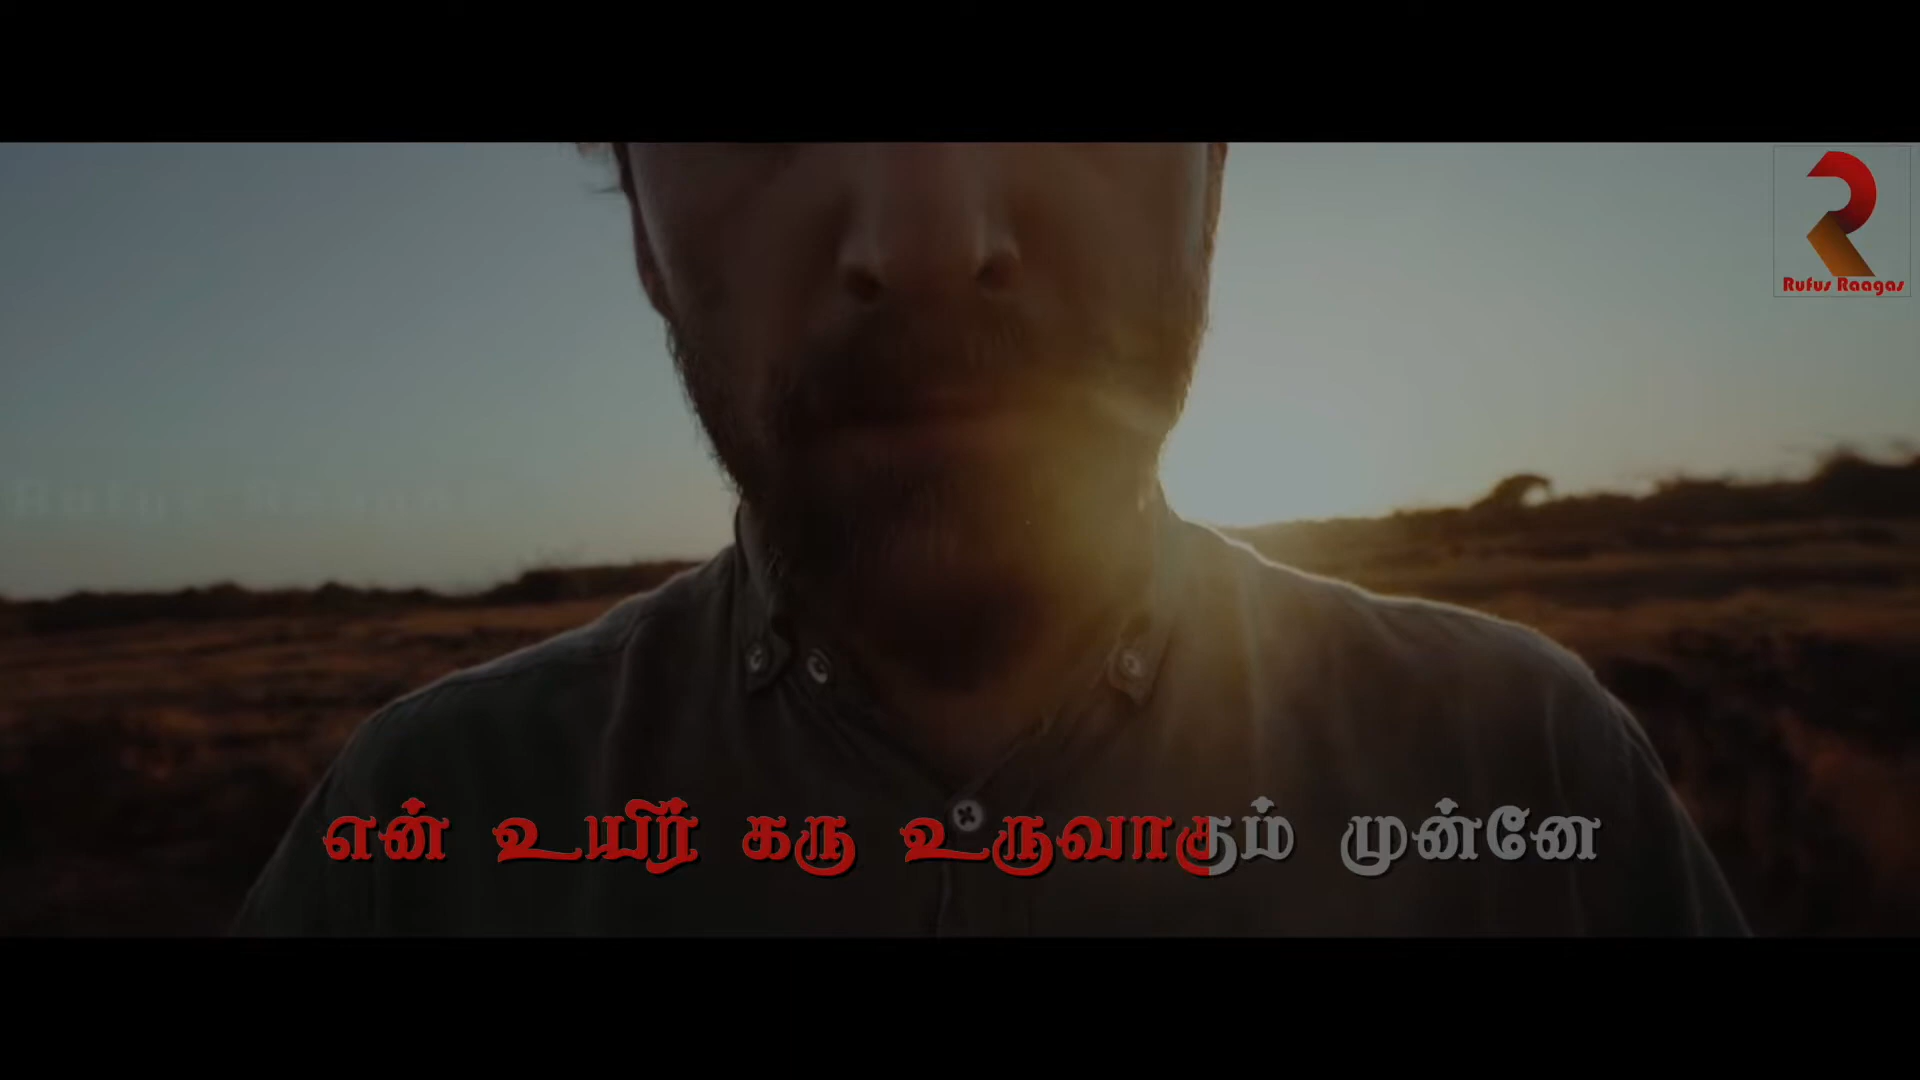 Rufus Raagas
என் உயிர் கரு உருவாகும் முன்னே